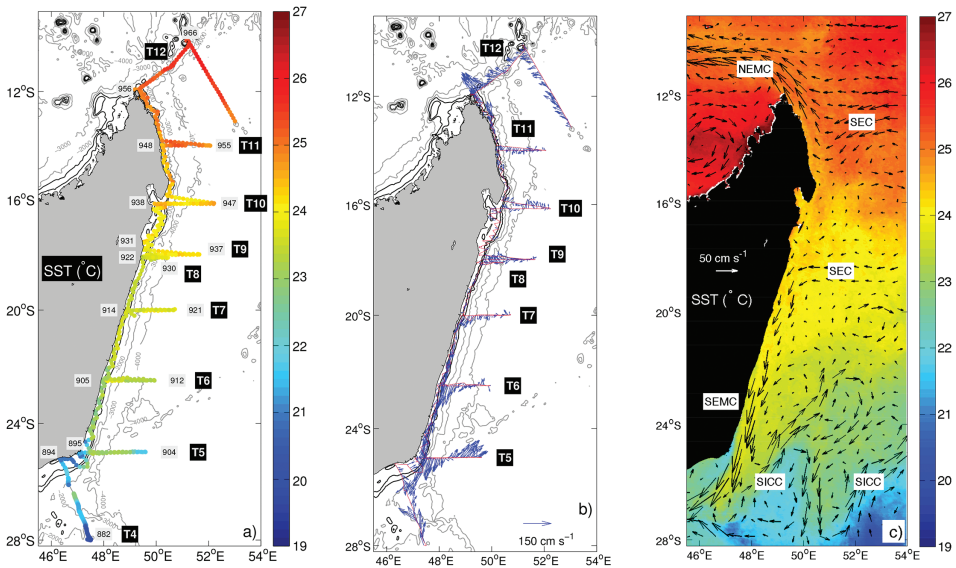 27
26
25
24
23
22
21
20
19
12°S
16°S
20°S
24°S
28°S
46°E
48°E
50°E
52°E
54°E
SST (°C)
966
T12
956
948
955
T11
938
947
T10
931
937
T9
922
930
T8
914
921
T7
905
912
T6
895
894
904
T5
882
T4
a)
12°S
16°S
20°S
24°S
28°S
46°E
48°E
50°E
52°E
54°E
T12
T11
T10
T9
T8
T7
T6
T5
b)
150 cm s⁻¹
12°S
16°S
20°S
24°S
28°S
46°E
48°E
50°E
52°E
54°E
NEMC
SEC
50 cm s⁻¹
SEC
SST (°C)
SEMC
SICC
SICC
c)
27
26
25
24
23
22
21
20
19